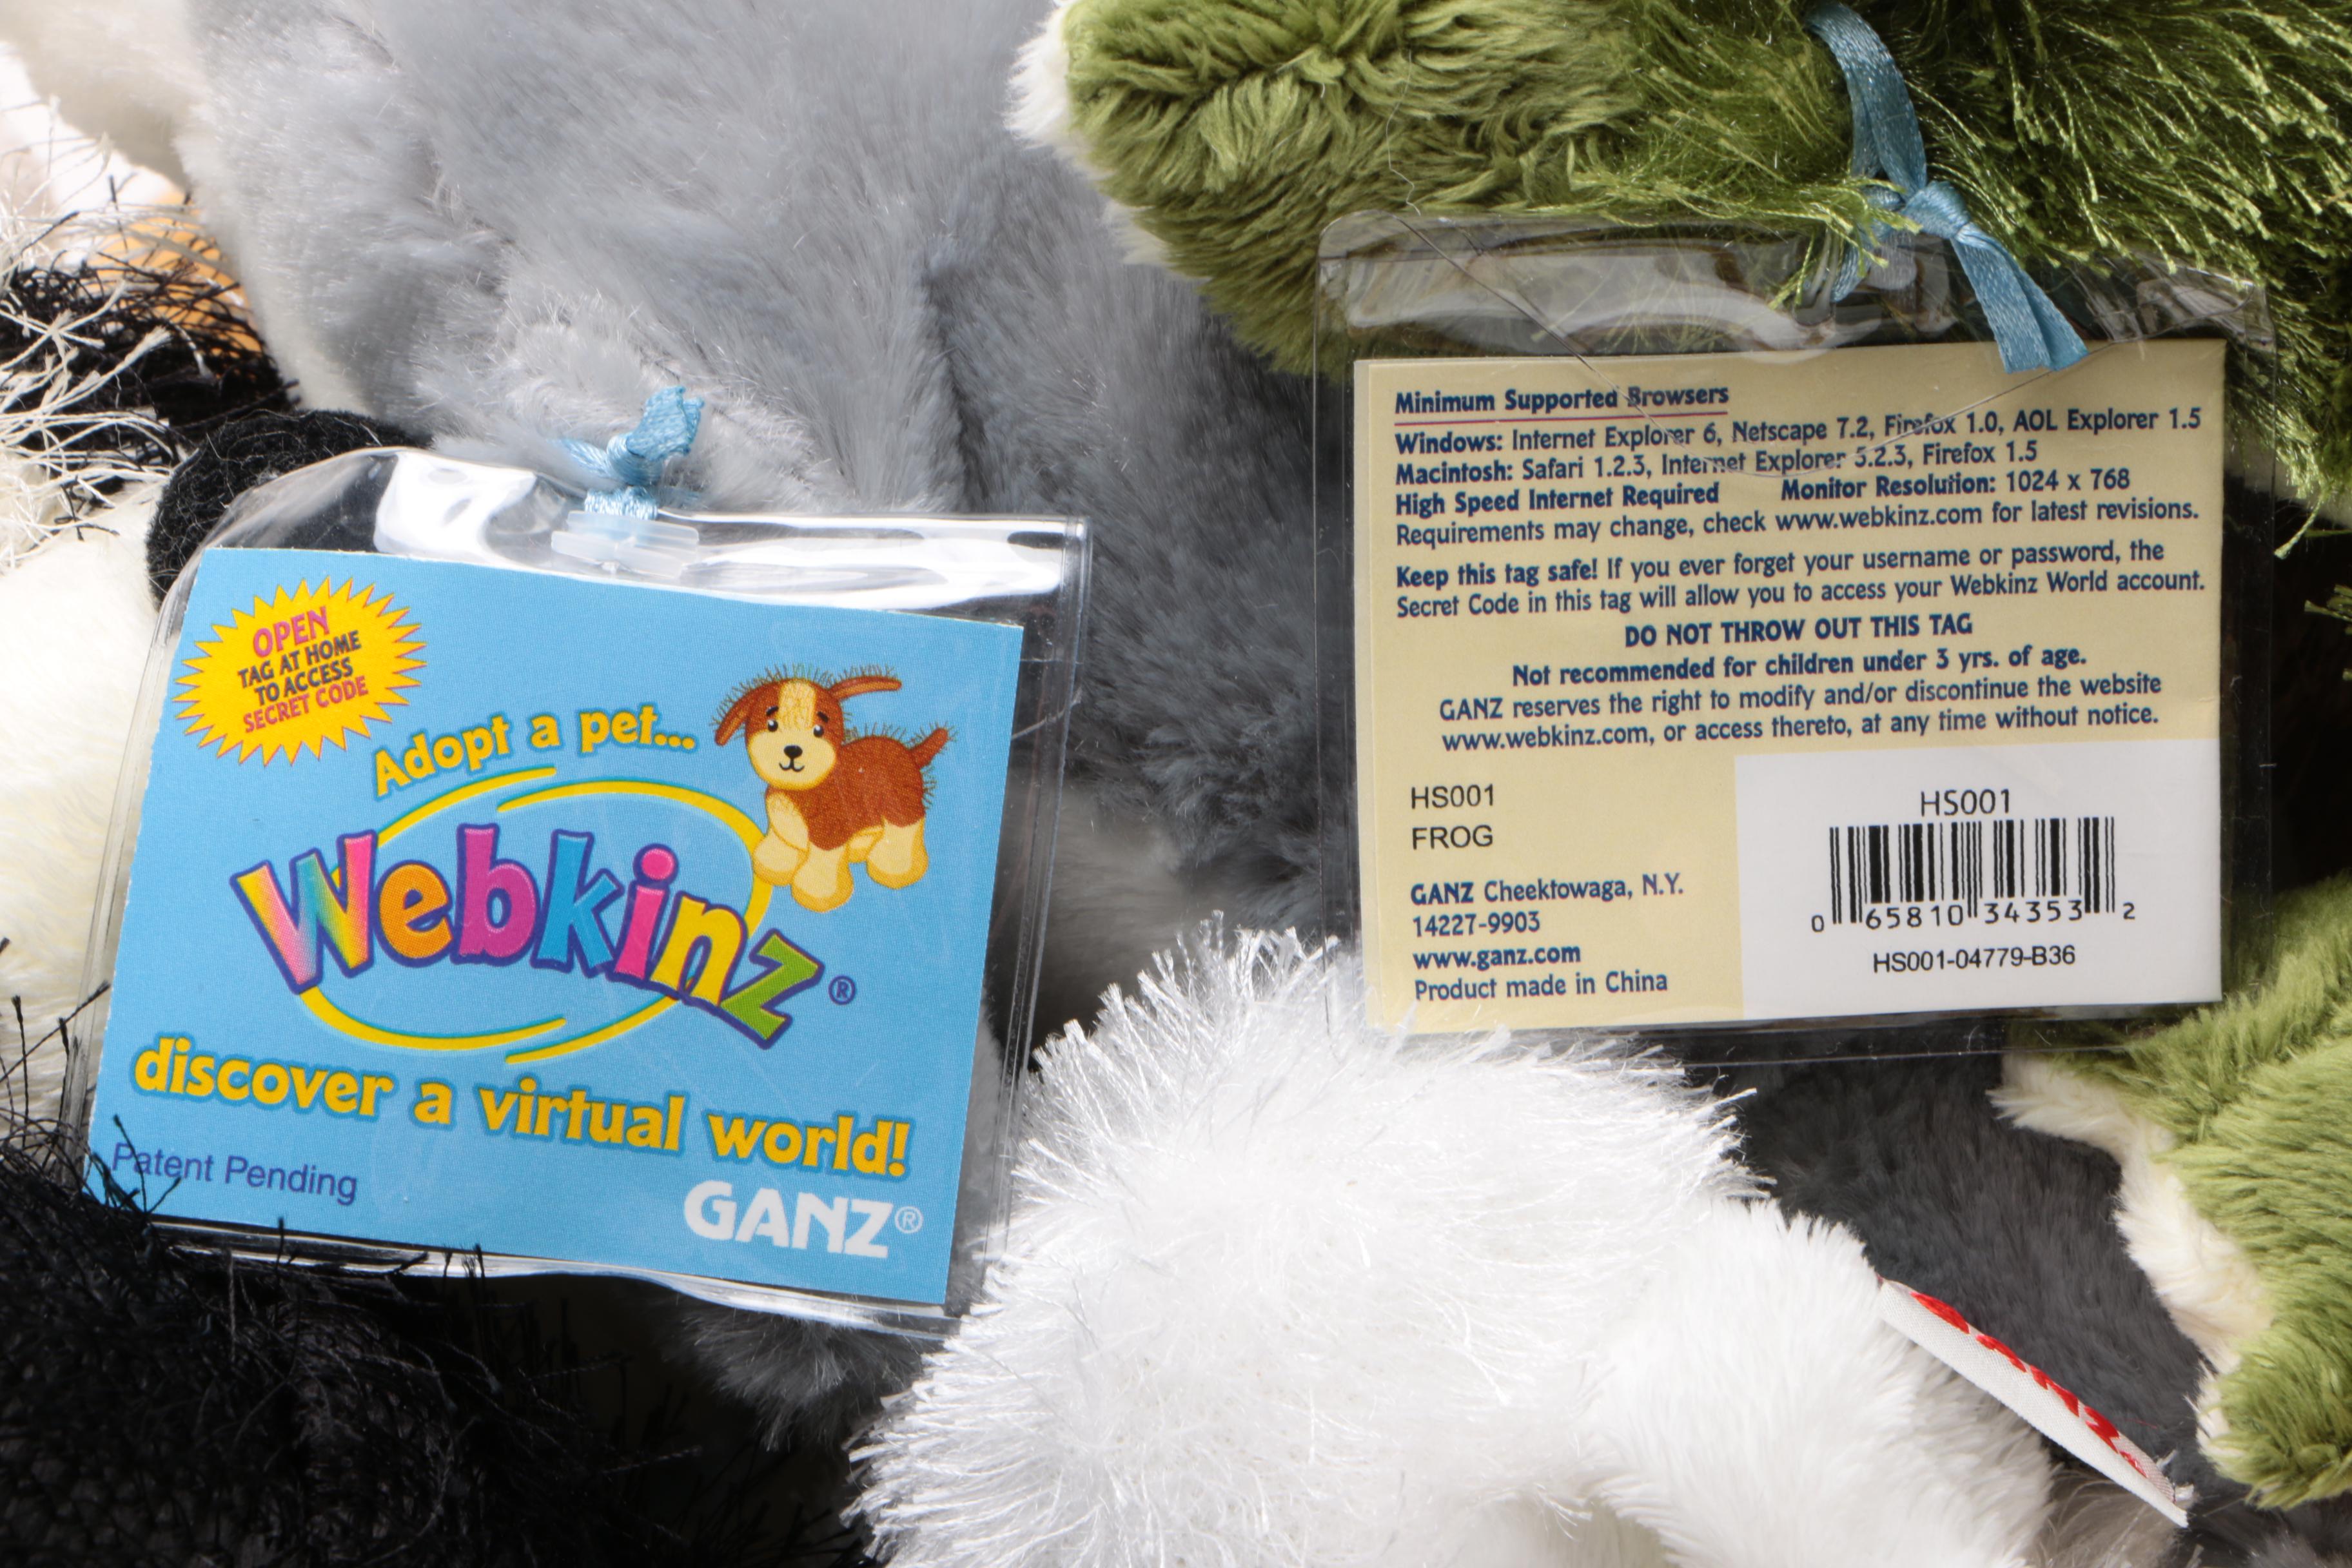 OPEN
TAG AT HOME
TO ACCESS
SECRET CODE
Adopt a pet...
Webkinz®
discover a virtual world!
Patent Pending
GANZ®
Minimum Supported Browsers
Windows: Internet Explorer 6, Netscape 7.2, Firefox 1.0, AOL Explorer 1.5
Macintosh: Safari 1.2.3, Internet Explorer 5.2.3, Firefox 1.5
High Speed Internet Required Monitor Resolution: 1024 x 768
Requirements may change, check www.webkinz.com for latest revisions.
Keep this tag safe! If you ever forget your username or password, the
Secret Code in this tag will allow you to access your Webkinz World account.
DO NOT THROW OUT THIS TAG
Not recommended for children under 3 yrs. of age.
GANZ reserves the right to modify and/or discontinue the website
www.webkinz.com, or access thereto, at any time without notice.
HS001
FROG
GANZ Cheektowaga, N.Y.
14227-9903
www.ganz.com
Product made in China
HS001
0 65810 34353 2
HS001-04779-B36